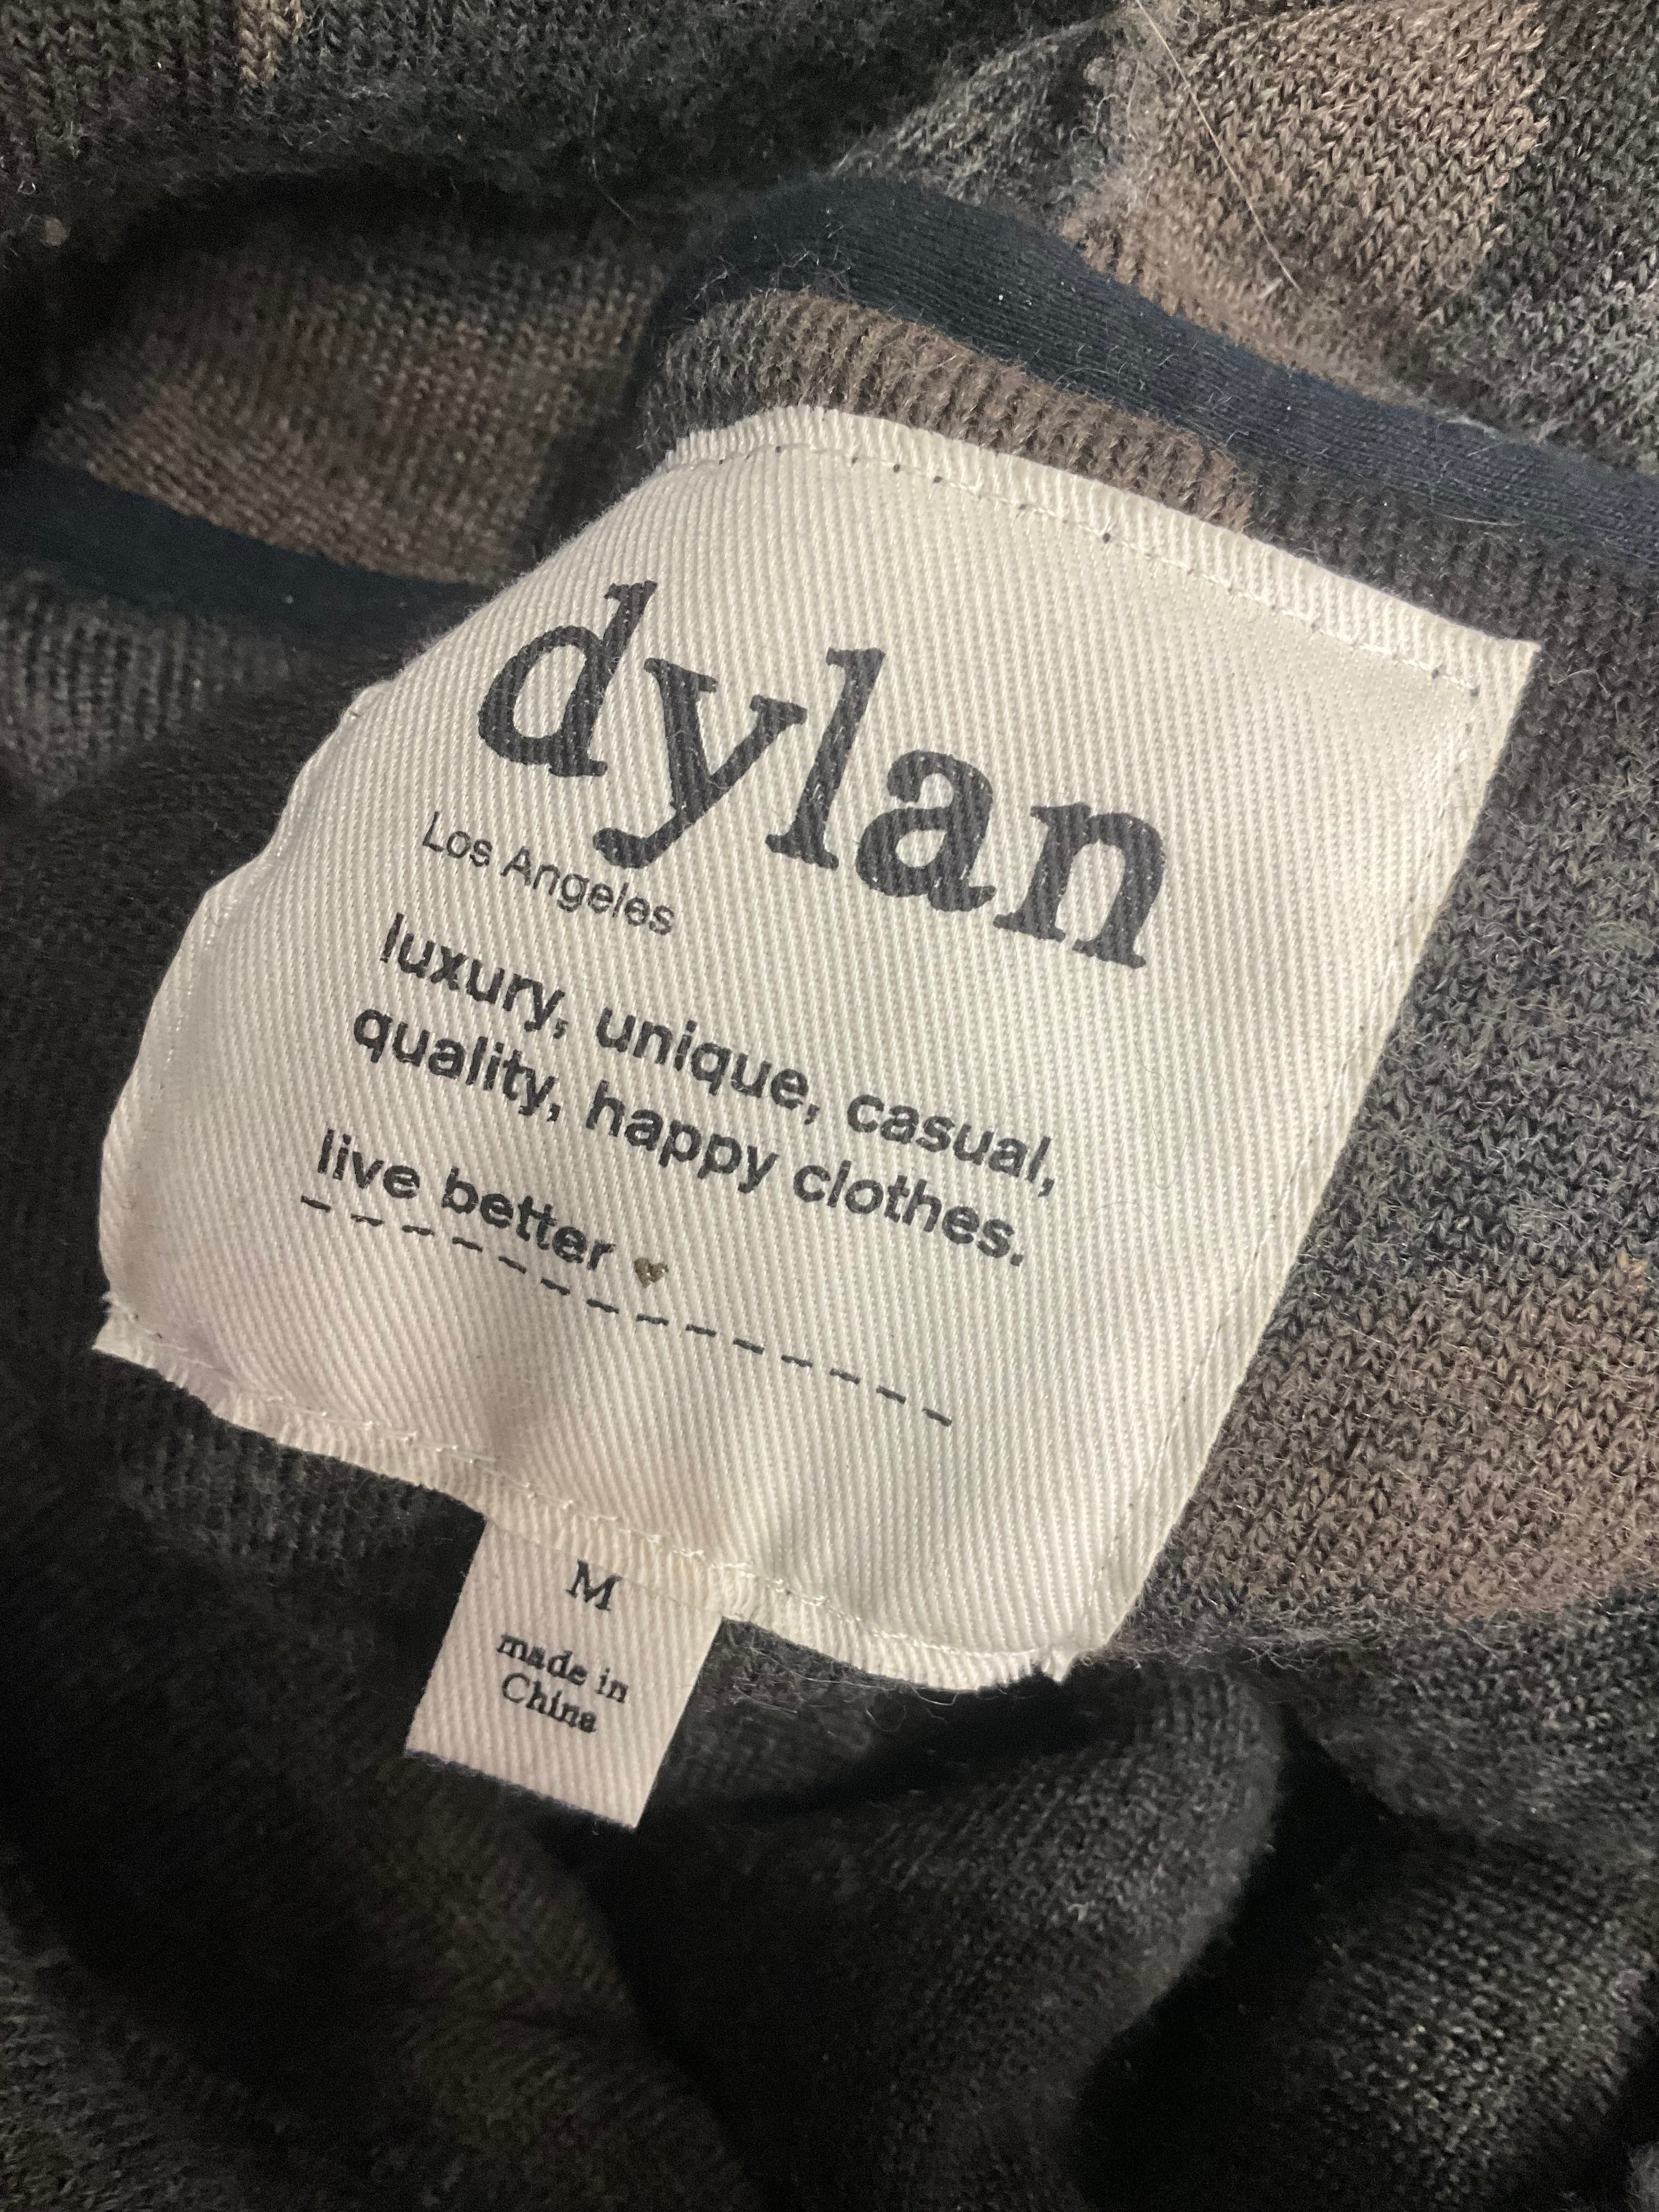 dylan
Los Angeles
luxury, unique, casual,
quality, happy clothes.
live better
M
made in
China